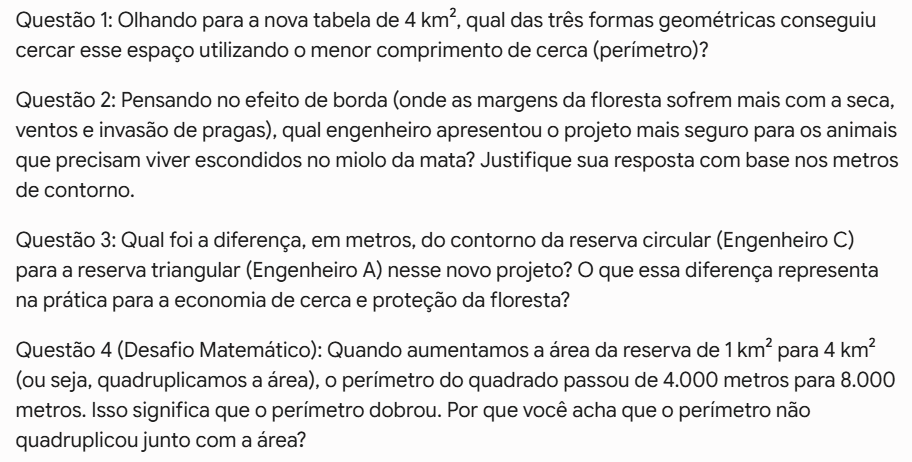 Questão 1: Olhando para a nova tabela de 4 km², qual das três formas geométricas conseguiu
cercar esse espaço utilizando o menor comprimento de cerca (perímetro)?
Questão 2: Pensando no efeito de borda (onde as margens da floresta sofrem mais com a seca,
ventos e invasão de pragas), qual engenheiro apresentou o projeto mais seguro para os animais
que precisam viver escondidos no miolo da mata? Justifique sua resposta com base nos metros
de contorno.
Questão 3: Qual foi a diferença, em metros, do contorno da reserva circular (Engenheiro C)
para a reserva triangular (Engenheiro A) nesse novo projeto? O que essa diferença representa
na prática para a economia de cerca e proteção da floresta?
Questão 4 (Desafio Matemático): Quando aumentamos a área da reserva de 1 km² para 4 km²
(ou seja, quadruplicamos a área), o perímetro do quadrado passou de 4.000 metros para 8.000
metros. Isso significa que o perímetro dobrou. Por que você acha que o perímetro não
quadruplicou junto com a área?